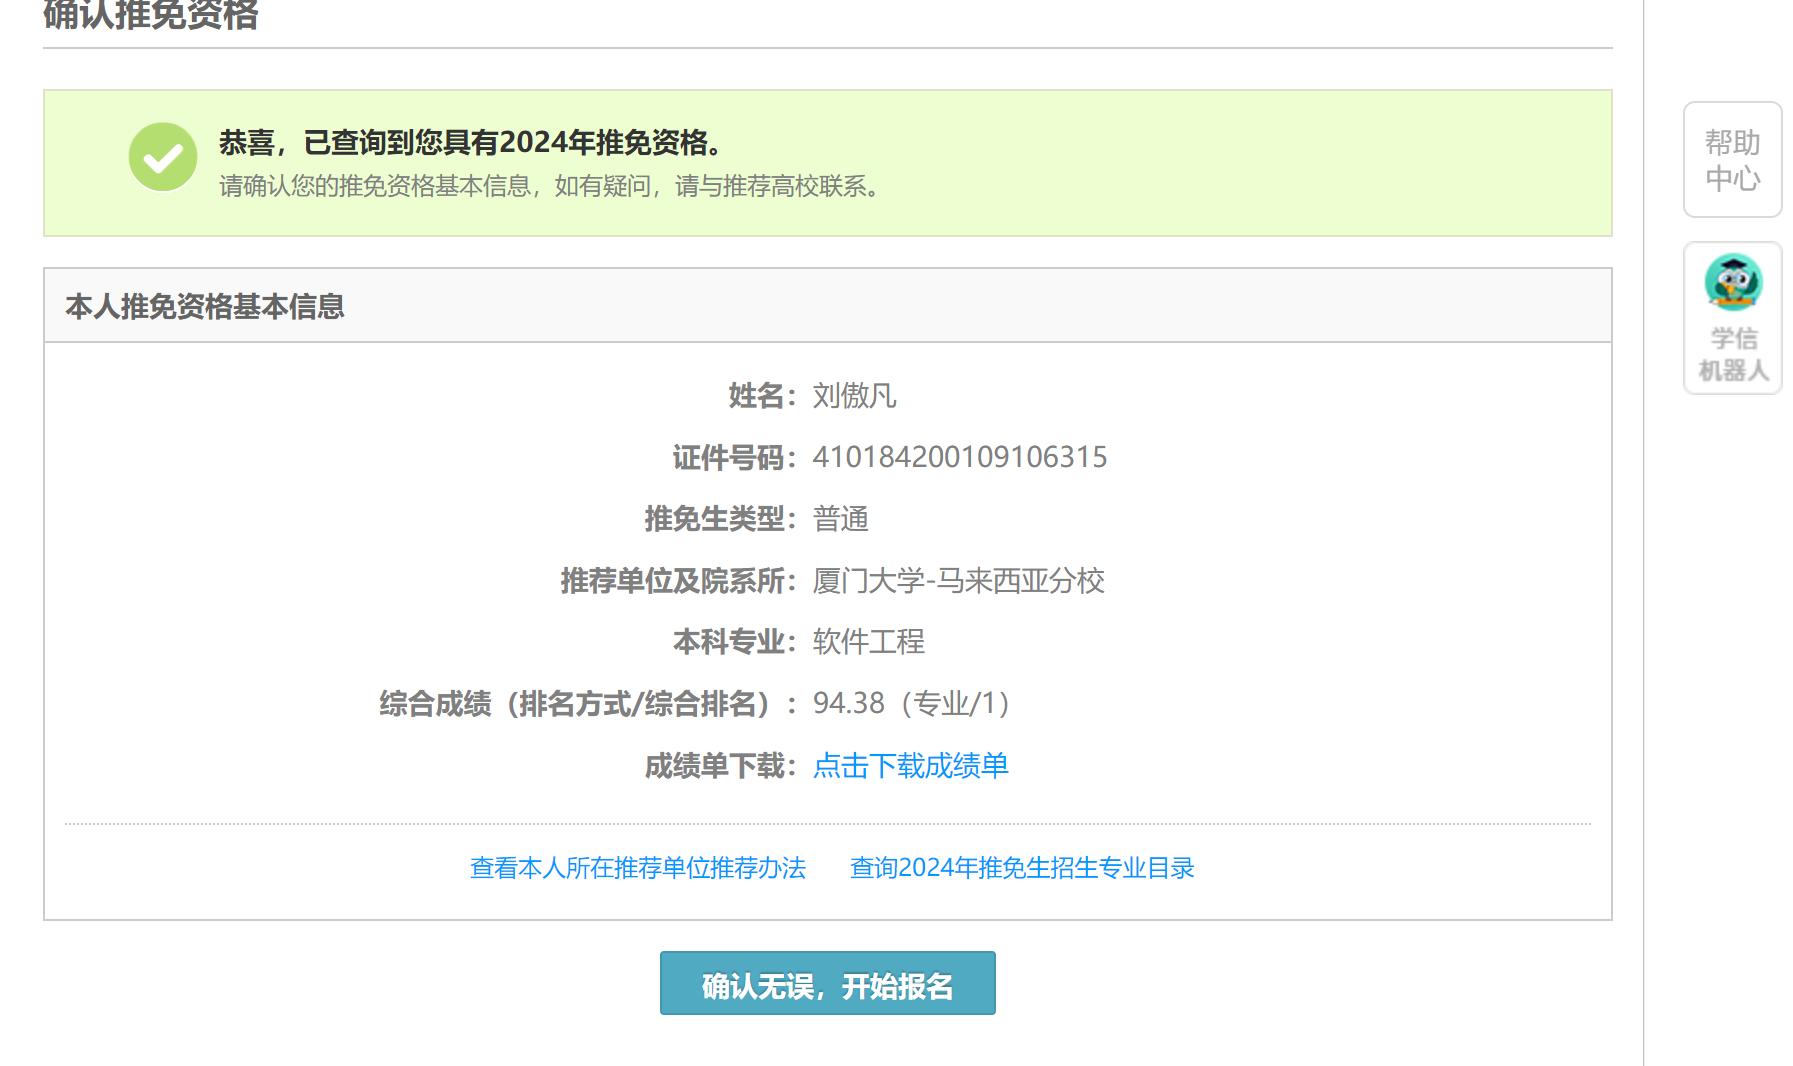 确认推免资格
恭喜，已查询到您具有2024年推免资格。
请确认您的推免资格基本信息，如有疑问，请与推荐高校联系。
本人推免资格基本信息
姓名：刘傲凡
证件号码：410184200109106315
推免生类型：普通
推荐单位及院系所：厦门大学-马来西亚分校
本科专业：软件工程
综合成绩（排名方式/综合排名）：94.38（专业/1）
成绩单下载：点击下载成绩单
查看本人所在推荐单位推荐办法 查询2024年推免生招生专业目录
确认无误，开始报名
帮助
中心
学信
机器人